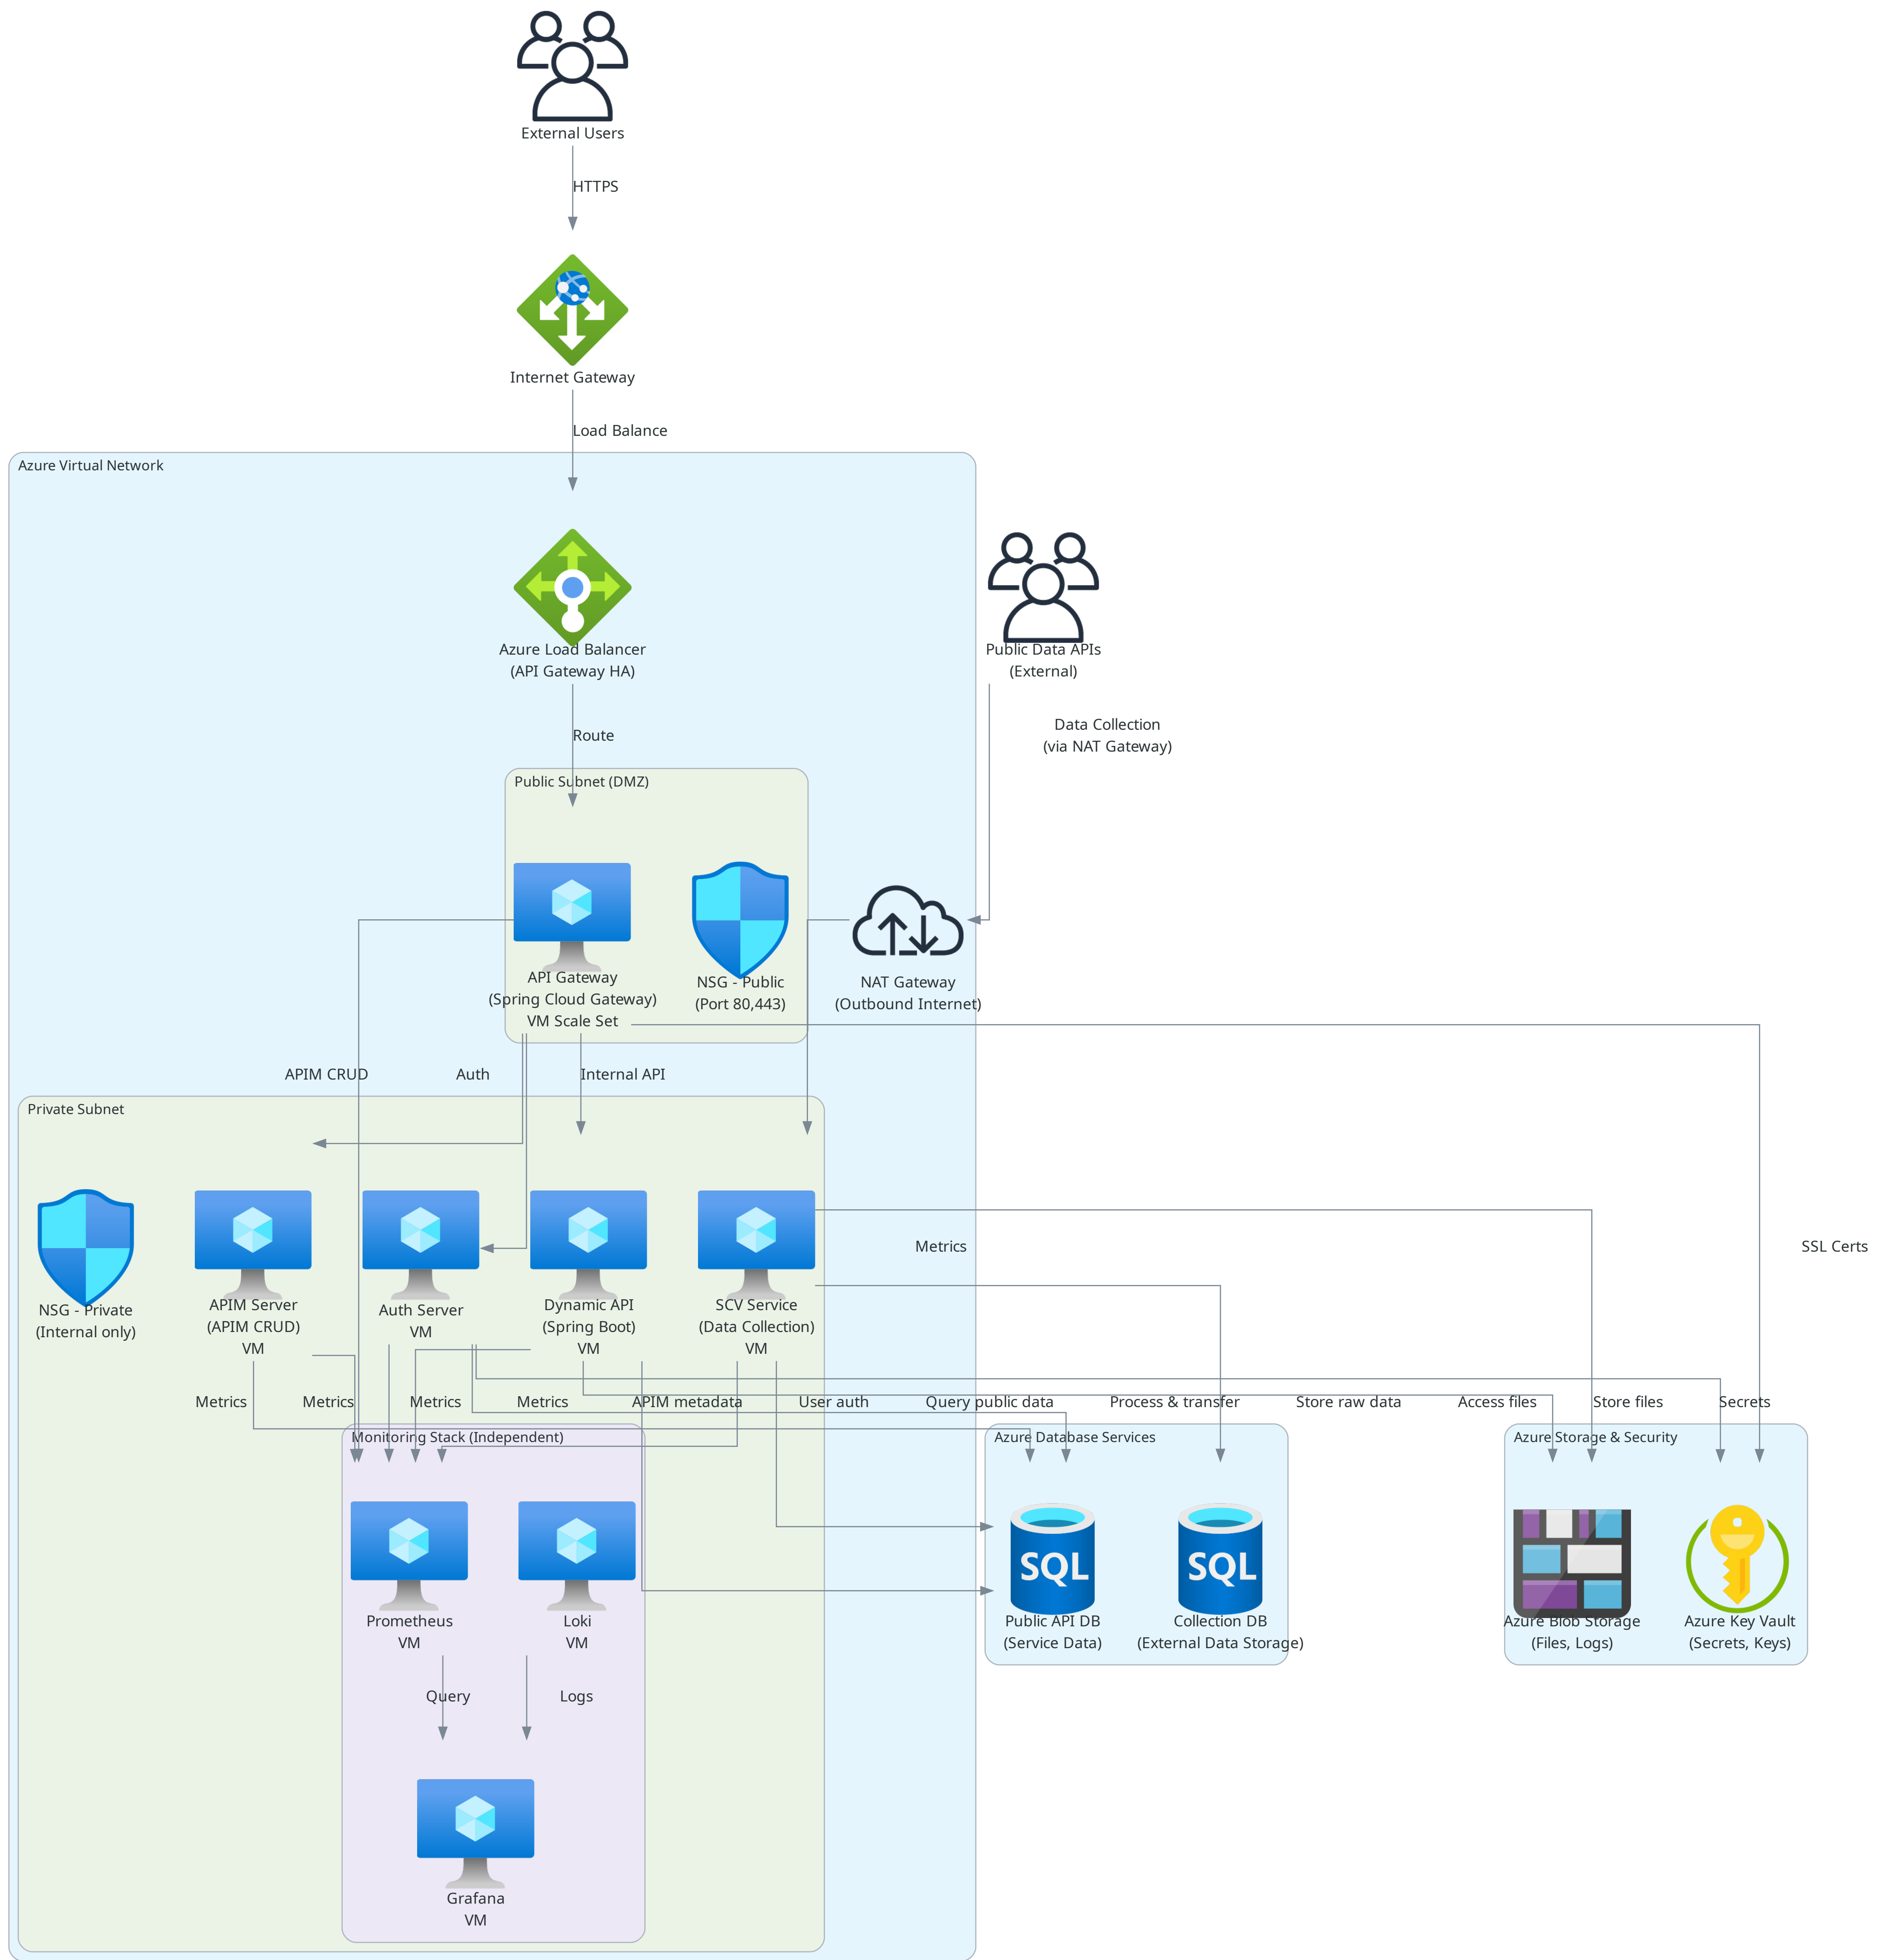 External Users
HTTPS
Internet Gateway
Load Balance
Azure Virtual Network
Azure Load Balancer
(API Gateway HA)
Public Data APIs
(External)
Data Collection
(via NAT Gateway)
Route
Public Subnet (DMZ)
API Gateway
(Spring Cloud Gateway)
VM Scale Set
NSG - Public
(Port 80,443)
NAT Gateway
(Outbound Internet)
APIM CRUD
Auth
Internal API
Private Subnet
Metrics
SSL Certs
NSG - Private
(Internal only)
APIM Server
(APIM CRUD)
VM
Auth Server
VM
Dynamic API
(Spring Boot)
VM
SCV Service
(Data Collection)
VM
Metrics
Metrics
Metrics
Metrics
APIM metadata
User auth
Query public data
Process & transfer
Store raw data
Access files
Store files
Secrets
Monitoring Stack (Independent)
Azure Database Services
Azure Storage & Security
SQL
SQL
Prometheus
VM
Loki
VM
Public API DB
(Service Data)
Collection DB
(External Data Storage)
Azure Blob Storage
(Files, Logs)
Azure Key Vault
(Secrets, Keys)
Query
Logs
Grafana
VM